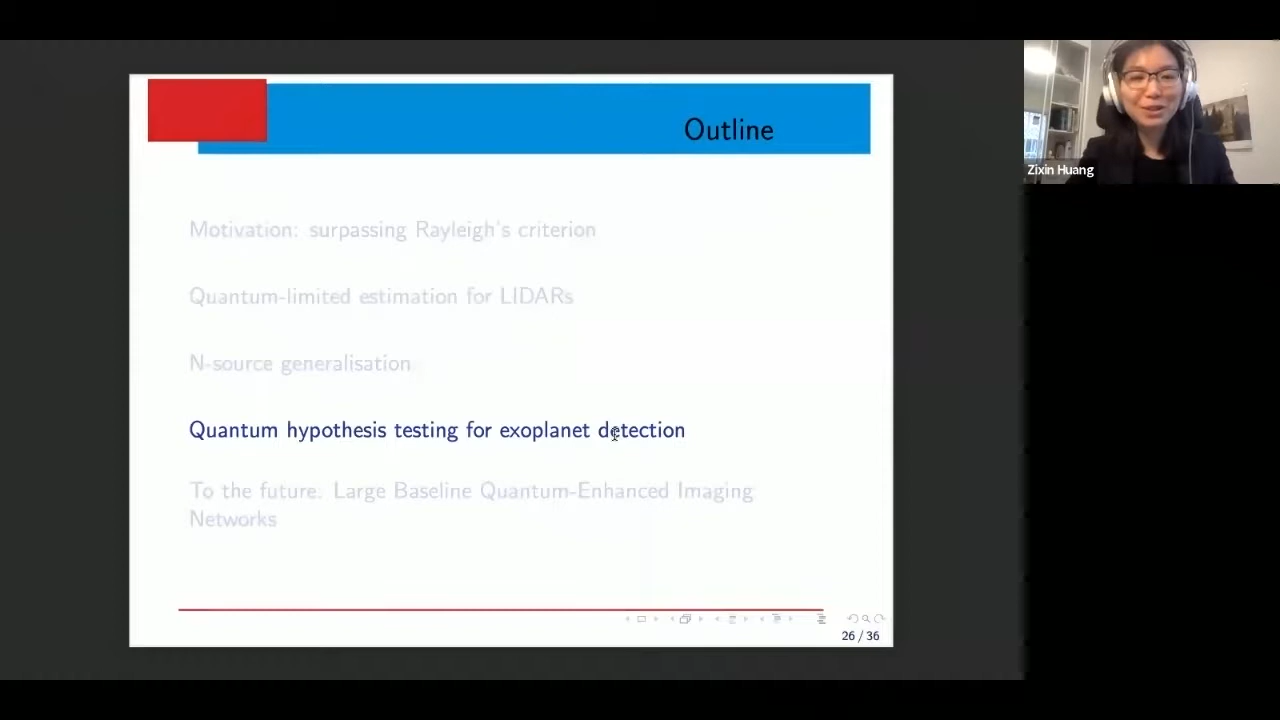 Outline
Zixin Huang
Motivation: surpassing Rayleigh's criterion
Quantum-limited estimation for LIDARs
N-source generalisation
Quantum hypothesis testing for exoplanet detection
To the future: Large Baseline Quantum-Enhanced Imaging
Networks
26 / 36